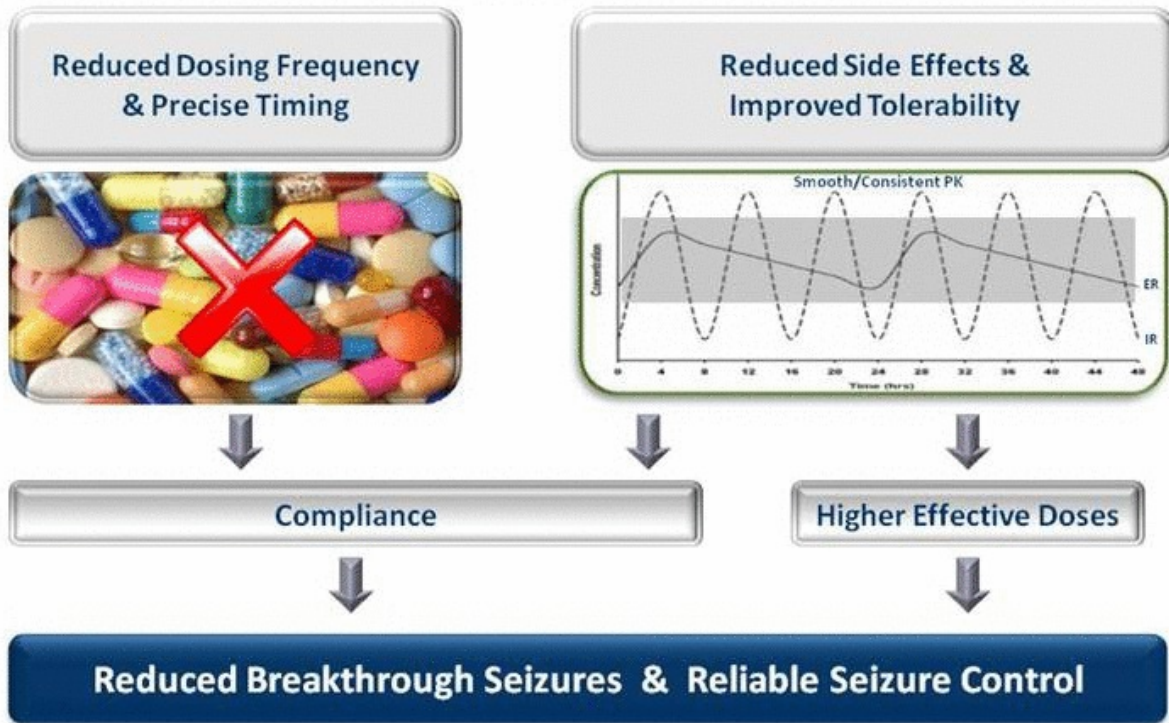 Reduced Dosing Frequency
& Precise Timing
Reduced Side Effects &
Improved Tolerability
Smooth/Consistent PK
Concentration
ER
IR
0 4 8 12 16 20 24 28 32 36 40 44 48
Time (hrs)
Compliance
Higher Effective Doses
Reduced Breakthrough Seizures & Reliable Seizure Control